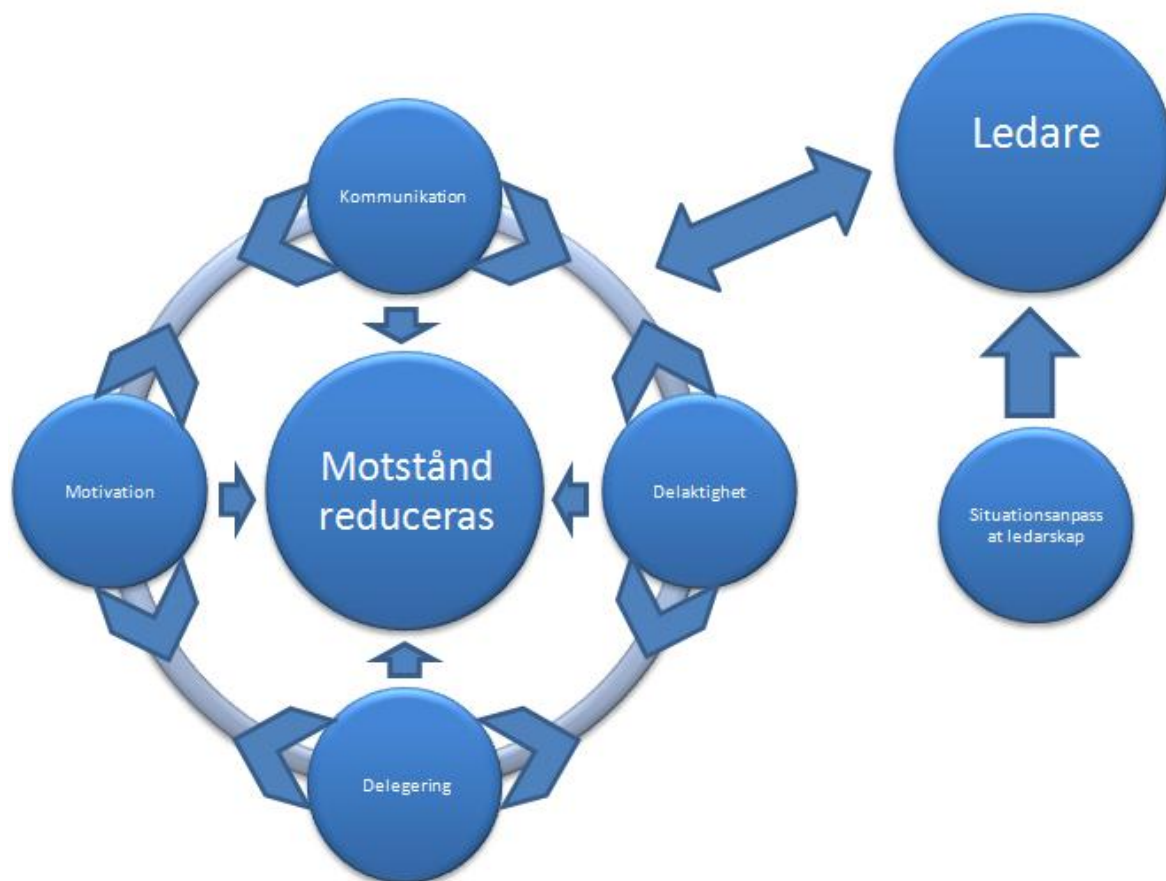 Ledare
Kommunikation
Motivation
Motstånd
reduceras
Delaktighet
Situationsanpass
at ledarskap
Delegering